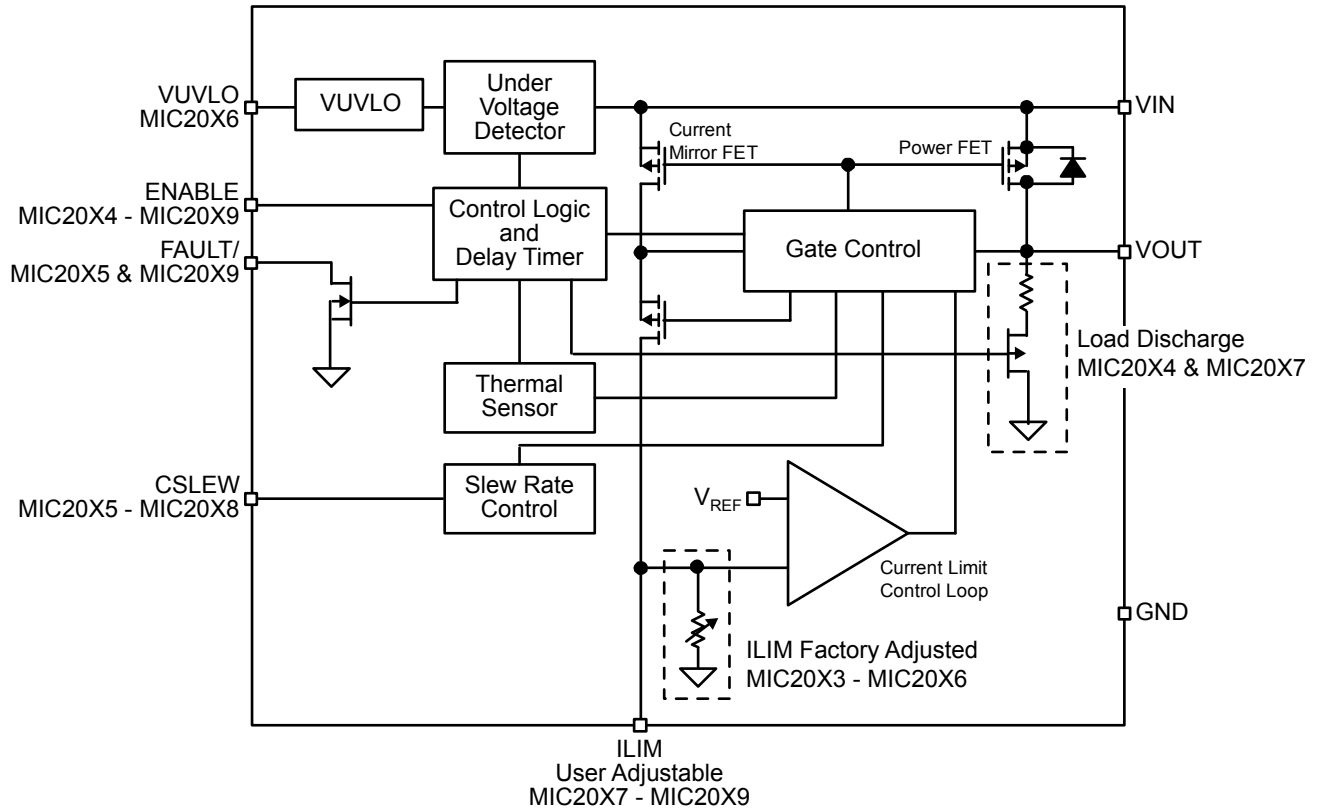 VUVLO
MIC20X6
VUVLO
Under
Voltage
Detector
VIN
Current
Mirror FET
Power FET
ENABLE
MIC20X4 - MIC20X9
Control Logic
and
Delay Timer
Gate Control
FAULT/
MIC20X5 & MIC20X9
VOUT
Load Discharge
MIC20X4 & MIC20X7
Thermal
Sensor
CSLEW
MIC20X5 - MIC20X8
Slew Rate
Control
VREF
Current Limit
Control Loop
GND
ILIM Factory Adjusted
MIC20X3 - MIC20X6
ILIM
User Adjustable
MIC20X7 - MIC20X9